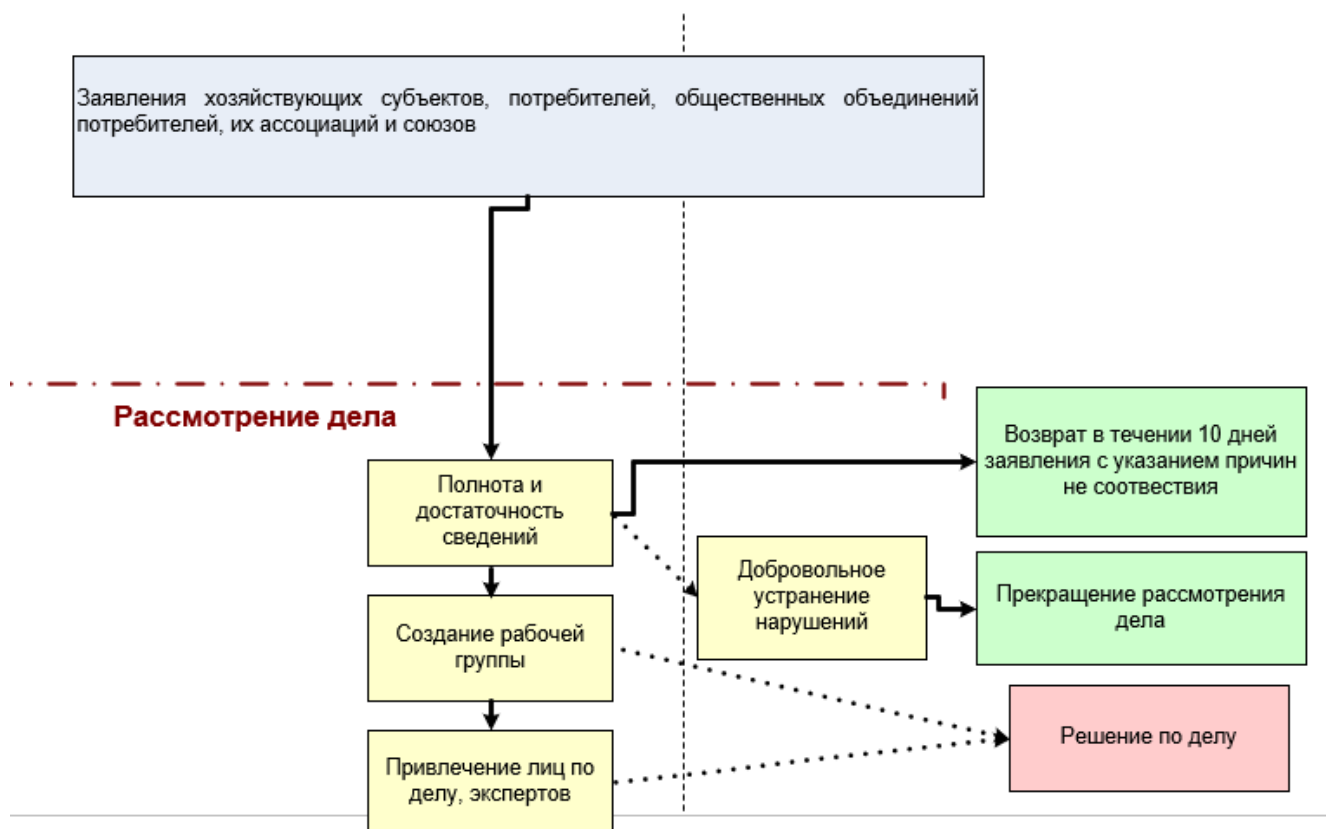 Заявления хозяйствующих субъектов, потребителей, общественных объединений
потребителей, их ассоциаций и союзов
Рассмотрение дела
Возврат в течении 10 дней
заявления с указанием причин
не соотвествия
Полнота и
достаточность
сведений
Добровольное
устранение
нарушений
Прекращение рассмотрения
дела
Создание рабочей
группы
Решение по делу
Привлечение лиц по
делу, экспертов